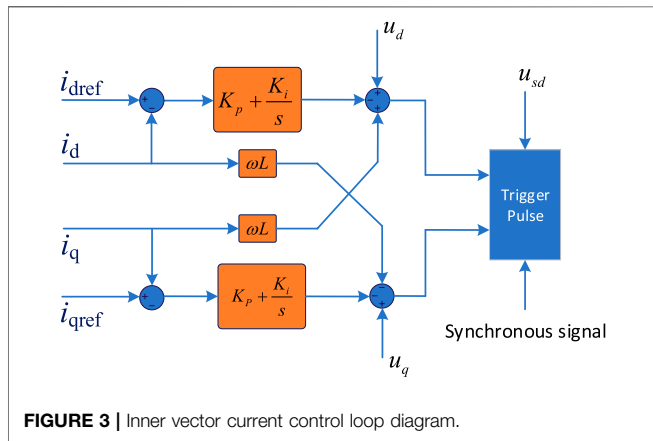 u_d
i_dref
+
−
K_p + K_i/s
−
+
+
u_sd
i_d
ωL
Trigger
Pulse
i_q
ωL
i_qref
+
−
K_P + K_i/s
−
−
+
Synchronous signal
u_q
FIGURE 3 | Inner vector current control loop diagram.